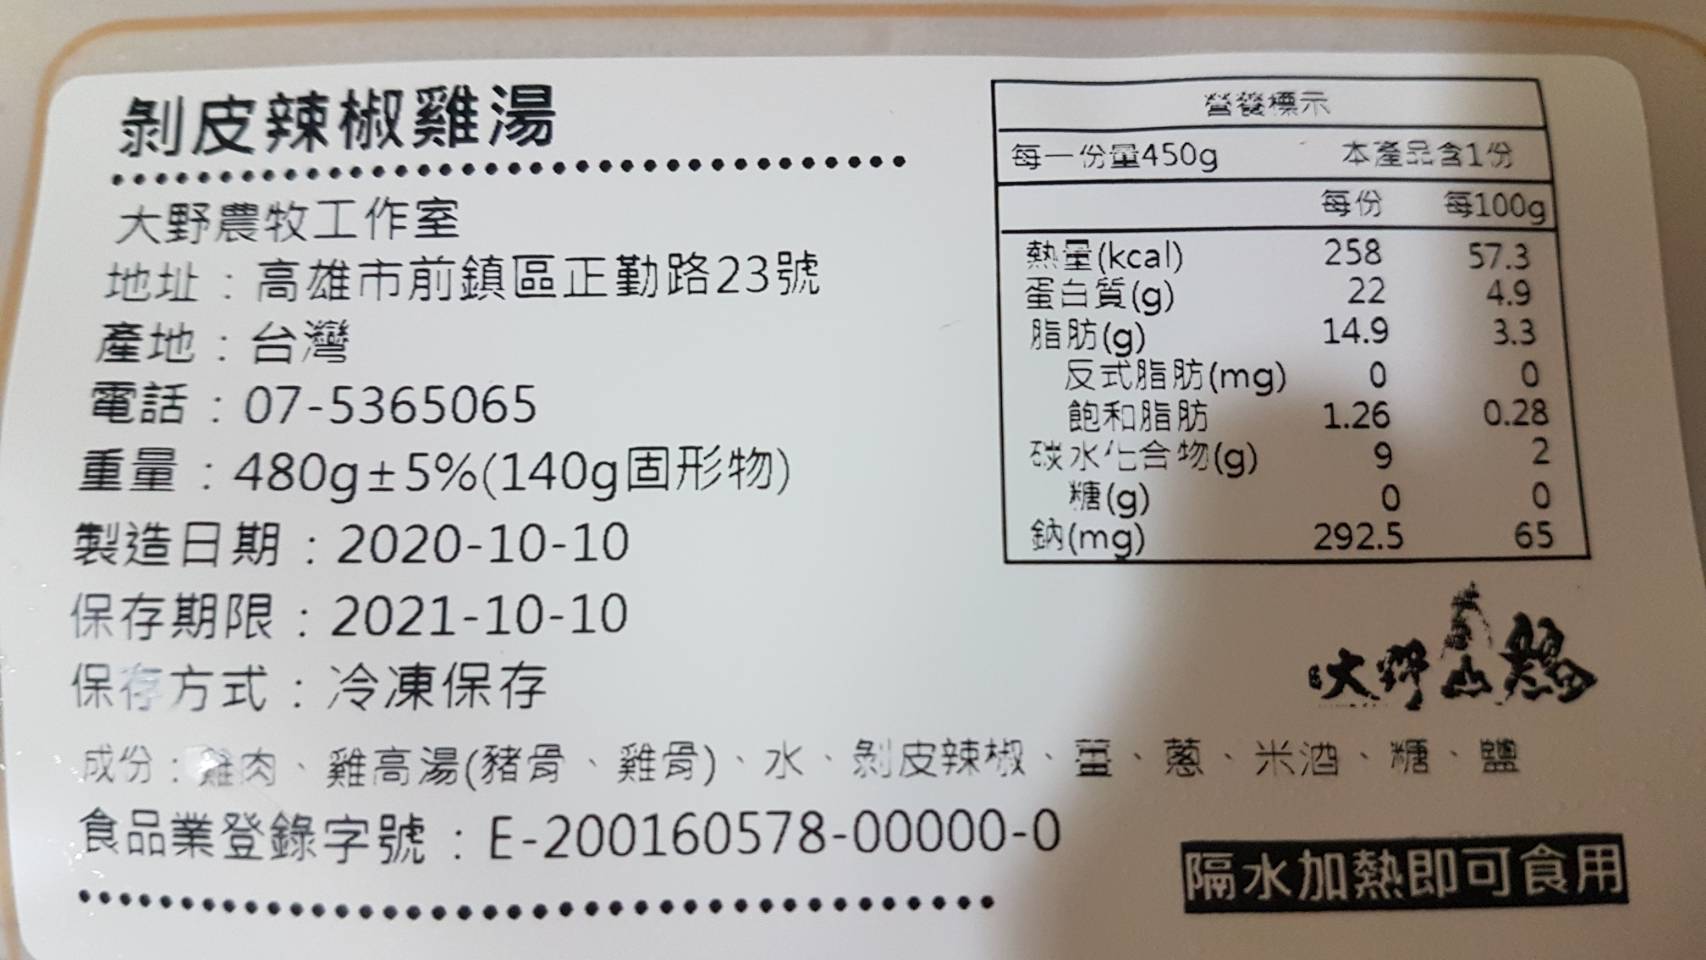 剝皮辣椒雞湯
大野農牧工作室
地址：高雄市前鎮區正勤路23號
產地：台灣
電話：07-5365065
重量：480g±5%(140g固形物)
製造日期：2020-10-10
保存期限：2021-10-10
保存方式：冷凍保存
成份：雞肉、雞高湯(豬骨、雞骨)、水、剝皮辣椒、薑、蔥、米酒、糖、鹽
食品業登錄字號：E-200160578-00000-0
營養標示
每一份量450g 本產品含1份
每份 每100g
熱量(kcal) 258 57.3
蛋白質(g) 22 4.9
脂肪(g) 14.9 3.3
反式脂肪(mg) 0 0
飽和脂肪 1.26 0.28
碳水化合物(g) 9 2
糖(g) 0 0
鈉(mg) 292.5 65
大野山雞
隔水加熱即可食用